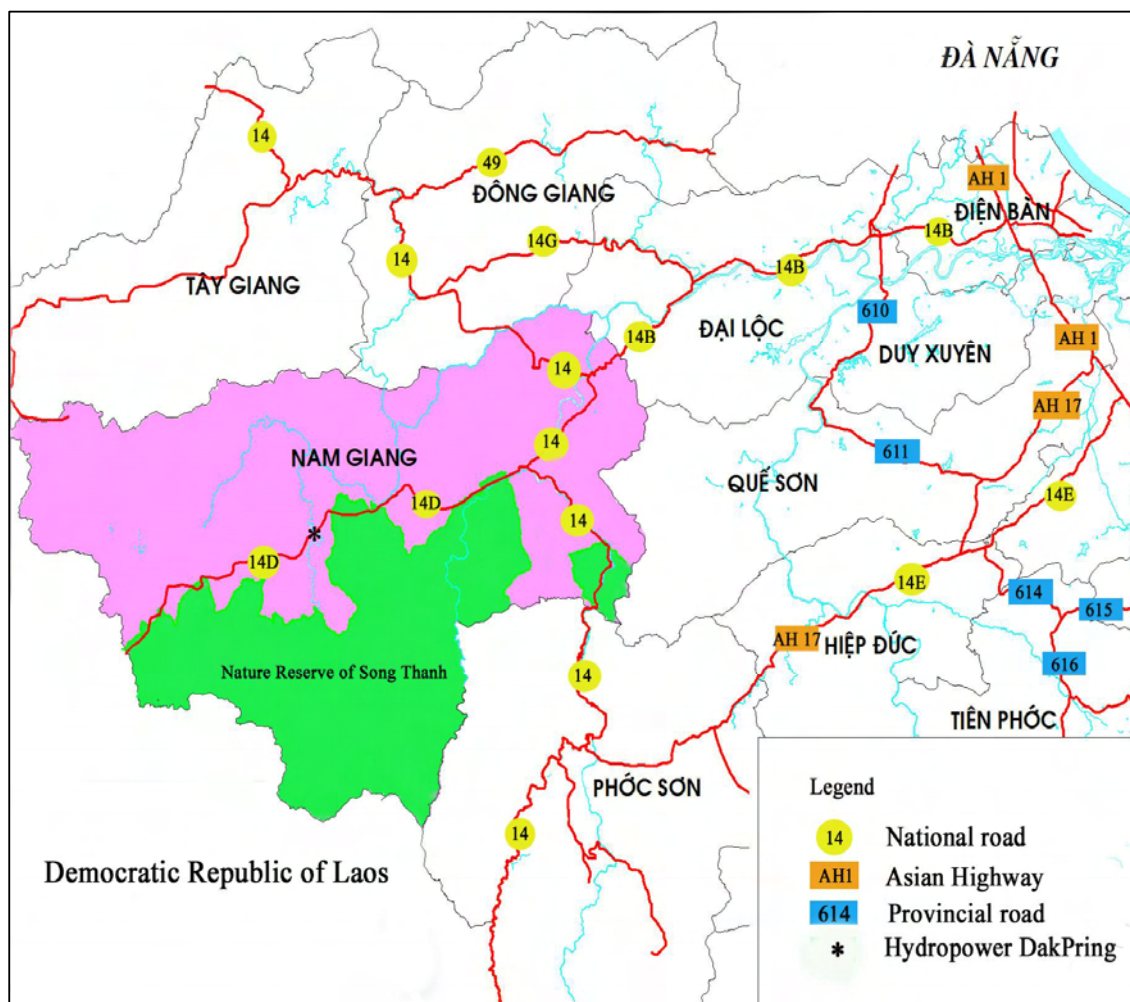 ĐÀ NẴNG
14
AH 1
49
ĐÔNG GIANG
ĐIỆN BÀN
14B
14G
14
14B
TÂY GIANG
610
14B
ĐẠI LỘC
AH 1
DUY XUYÊN
14
AH 17
14
611
NAM GIANG
QUẾ SƠN
14E
14D
14
*
14D
14E
614
615
AH 17
HIỆP ĐỨC
616
Nature Reserve of Song Thanh
14
TIÊN PHỚC
PHỚC SƠN
14
Democratic Republic of Laos
Legend
14 National road
AH1 Asian Highway
614 Provincial road
* Hydropower DakPring